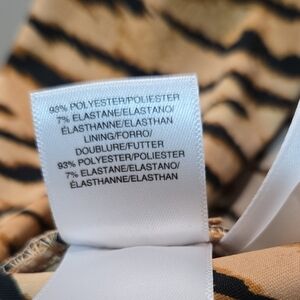 93% POLYESTER/POLIESTER
7% ELASTANE/ELASTANO/
ÉLASTHANNE/ELASTHAN
LINING/FORRO/
DOUBLURE/FUTTER
93% POLYESTER/POLIESTER
7% ELASTANE/ELASTANO/
ÉLASTHANNE/ELASTHAN